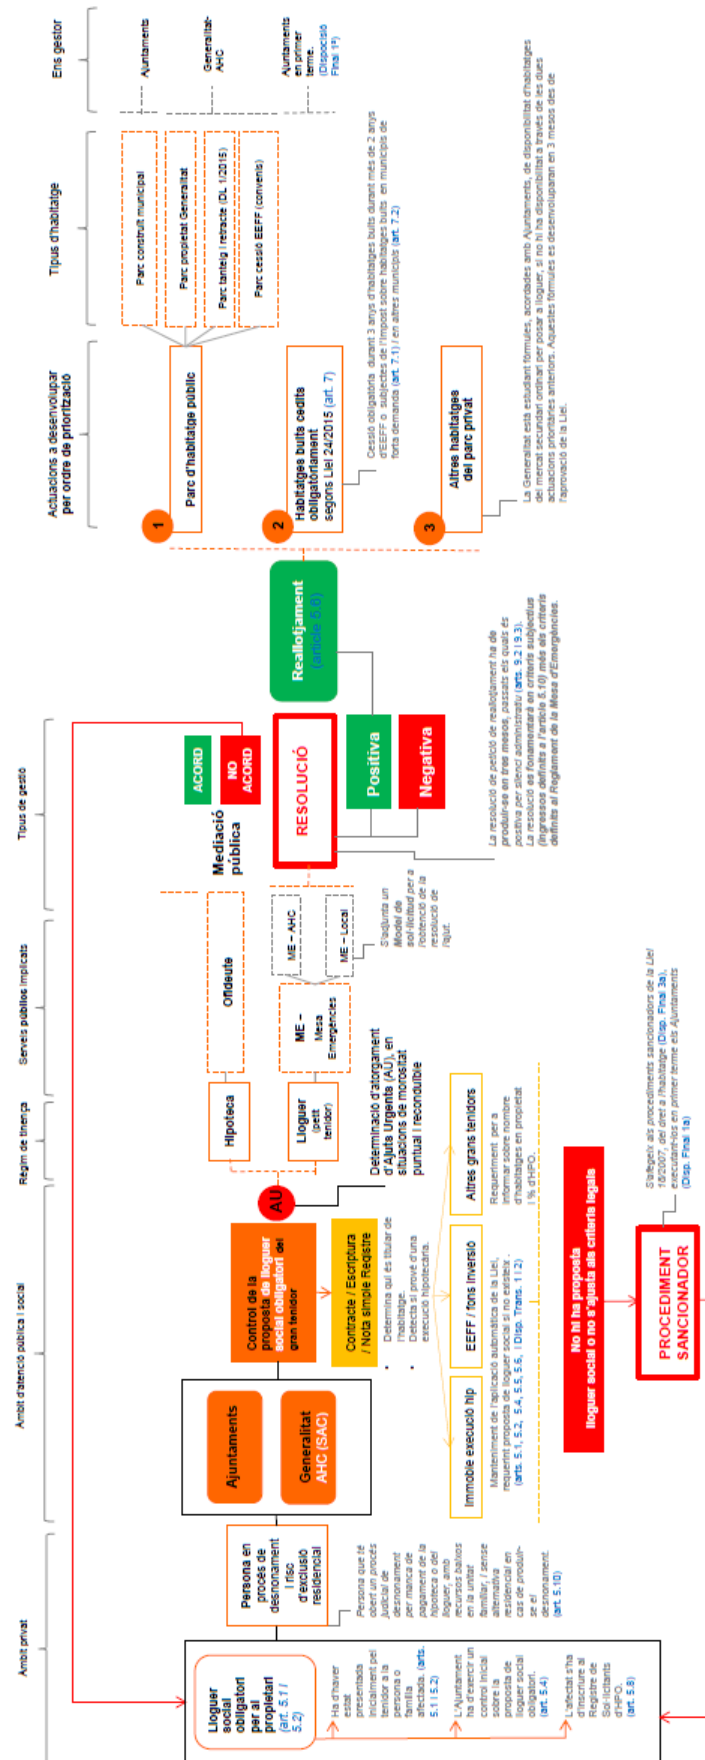 Àmbit privat
Àmbit d'atenció pública i social
Règim de tinença
Serveis públics implicats
Tipus de gestió
Actuacions a desenvolupar
per ordre de priorització
Tipus d'habitatge
Ens gestor
Lloguer
social
obligatori
per al
propietari
(art. 5.1 i
5.2)
Ha d'haver
estat
presentada
inicialment pel
tenidor a la
persona o
família
afectada. (arts.
5.1 i 5.2)
L'Ajuntament
ha d'exercir un
control inicial
sobre la
proposta de
lloguer social
obligatori.
(art. 5.4)
L'afectat s'ha
d'inscriure al
Registre de
Sol·licitants
d'HPO.
(art. 5.8)
Persona en
procés de
desnonament
i risc
d'exclusió
residencial
Persona que té
obert un procés
judicial de
desnonament
per manca de
pagament de la
hipoteca o del
lloguer, amb
recursos baixos
en la unitat
familiar, i sense
alternativa
residencial en
cas de produir-
se el
desnonament.
(art. 5.10)
Ajuntaments
Generalitat
AHC (SAC)
Control de la
proposta de lloguer
social obligatori del
gran tenidor
Contracte / Escriptura
/ Nota simple Registre
• Determina qui és titular de
l'habitatge.
• Detecta si prové d'una
execució hipotecària.
Immoble execució hip
EEFF / fons inversió
Altres grans tenidors
Manteniment de l'aplicació automàtica de la Llei,
requerint proposta de lloguer social si no existeix .
(arts. 5.1, 5.2, 5.4, 5.5, 5.6, i Disp. Trans. 1 i 2)
Requeriment per a
informar sobre nombre
d'habitatges en propietat
i % d'HPO.
No hi ha proposta
lloguer social o no s'ajusta als criteris legals
PROCEDIMENT
SANCIONADOR
S'afegeix als procediments sancionadors de la Llei
18/2007, del dret a l'habitatge (Disp. Final 3a),
executant-los en primer terme els Ajuntaments
(Disp. Final 1a)
AU
Determinació d'atorgament
d'Ajuts Urgents (AU), en
situacions de morositat
puntual i reconduïble
Hipoteca
Lloguer
(petit
tenidor)
Ofideute
ME –
Mesa
Emergències
ME – AHC
ME – Local
S'adjunta un
Model de
sol·licitud per a
l'obtenció de la
resolució de
l'ajut.
Mediació
pública
ACORD
NO
ACORD
RESOLUCIÓ
Positiva
Negativa
La resolució de petició de reallotjament ha de
produir-se en tres mesos, passats els quals és
positiva per silenci administratiu (arts. 9.2 i 9.3).
La resolució es fonamentarà en criteris subjectius
(ingressos definits a l'article 5.10) més els criteris
definits al Reglament de la Mesa d'Emergències.
Reallotjament
(article 5.6)
1
Parc d'habitatge públic
2
Habitatges buits cedits
obligatòriament
segons Llei 24/2015 (art. 7)
Cessió obligatòria durant 3 anys d'habitatges buits durant més de 2 anys
d'EEFF o subjectes de l'impost sobre habitatges buits en municipis de
forta demanda (art. 7.1) i en altres municipis (art. 7.2)
3
Altres habitatges
del parc privat
La Generalitat està estudiant fórmules, acordades amb Ajuntaments, de disponibilitat d'habitatges
del mercat secundari ordinari per posar a lloguer, si no hi ha disponibilitat a través de les dues
actuacions prioritàries anteriors. Aquestes fórmules es desenvoluparan en 3 mesos des de
l'aprovació de la Llei.
Parc construït municipal
Parc propietat Generalitat
Parc tanteig i retracte (DL 1/2015)
Parc cessió EEFF (convenis)
Ajuntaments
Generalitat-
AHC
Ajuntaments
en primer
terme.
(Disposició
Final 1ª)